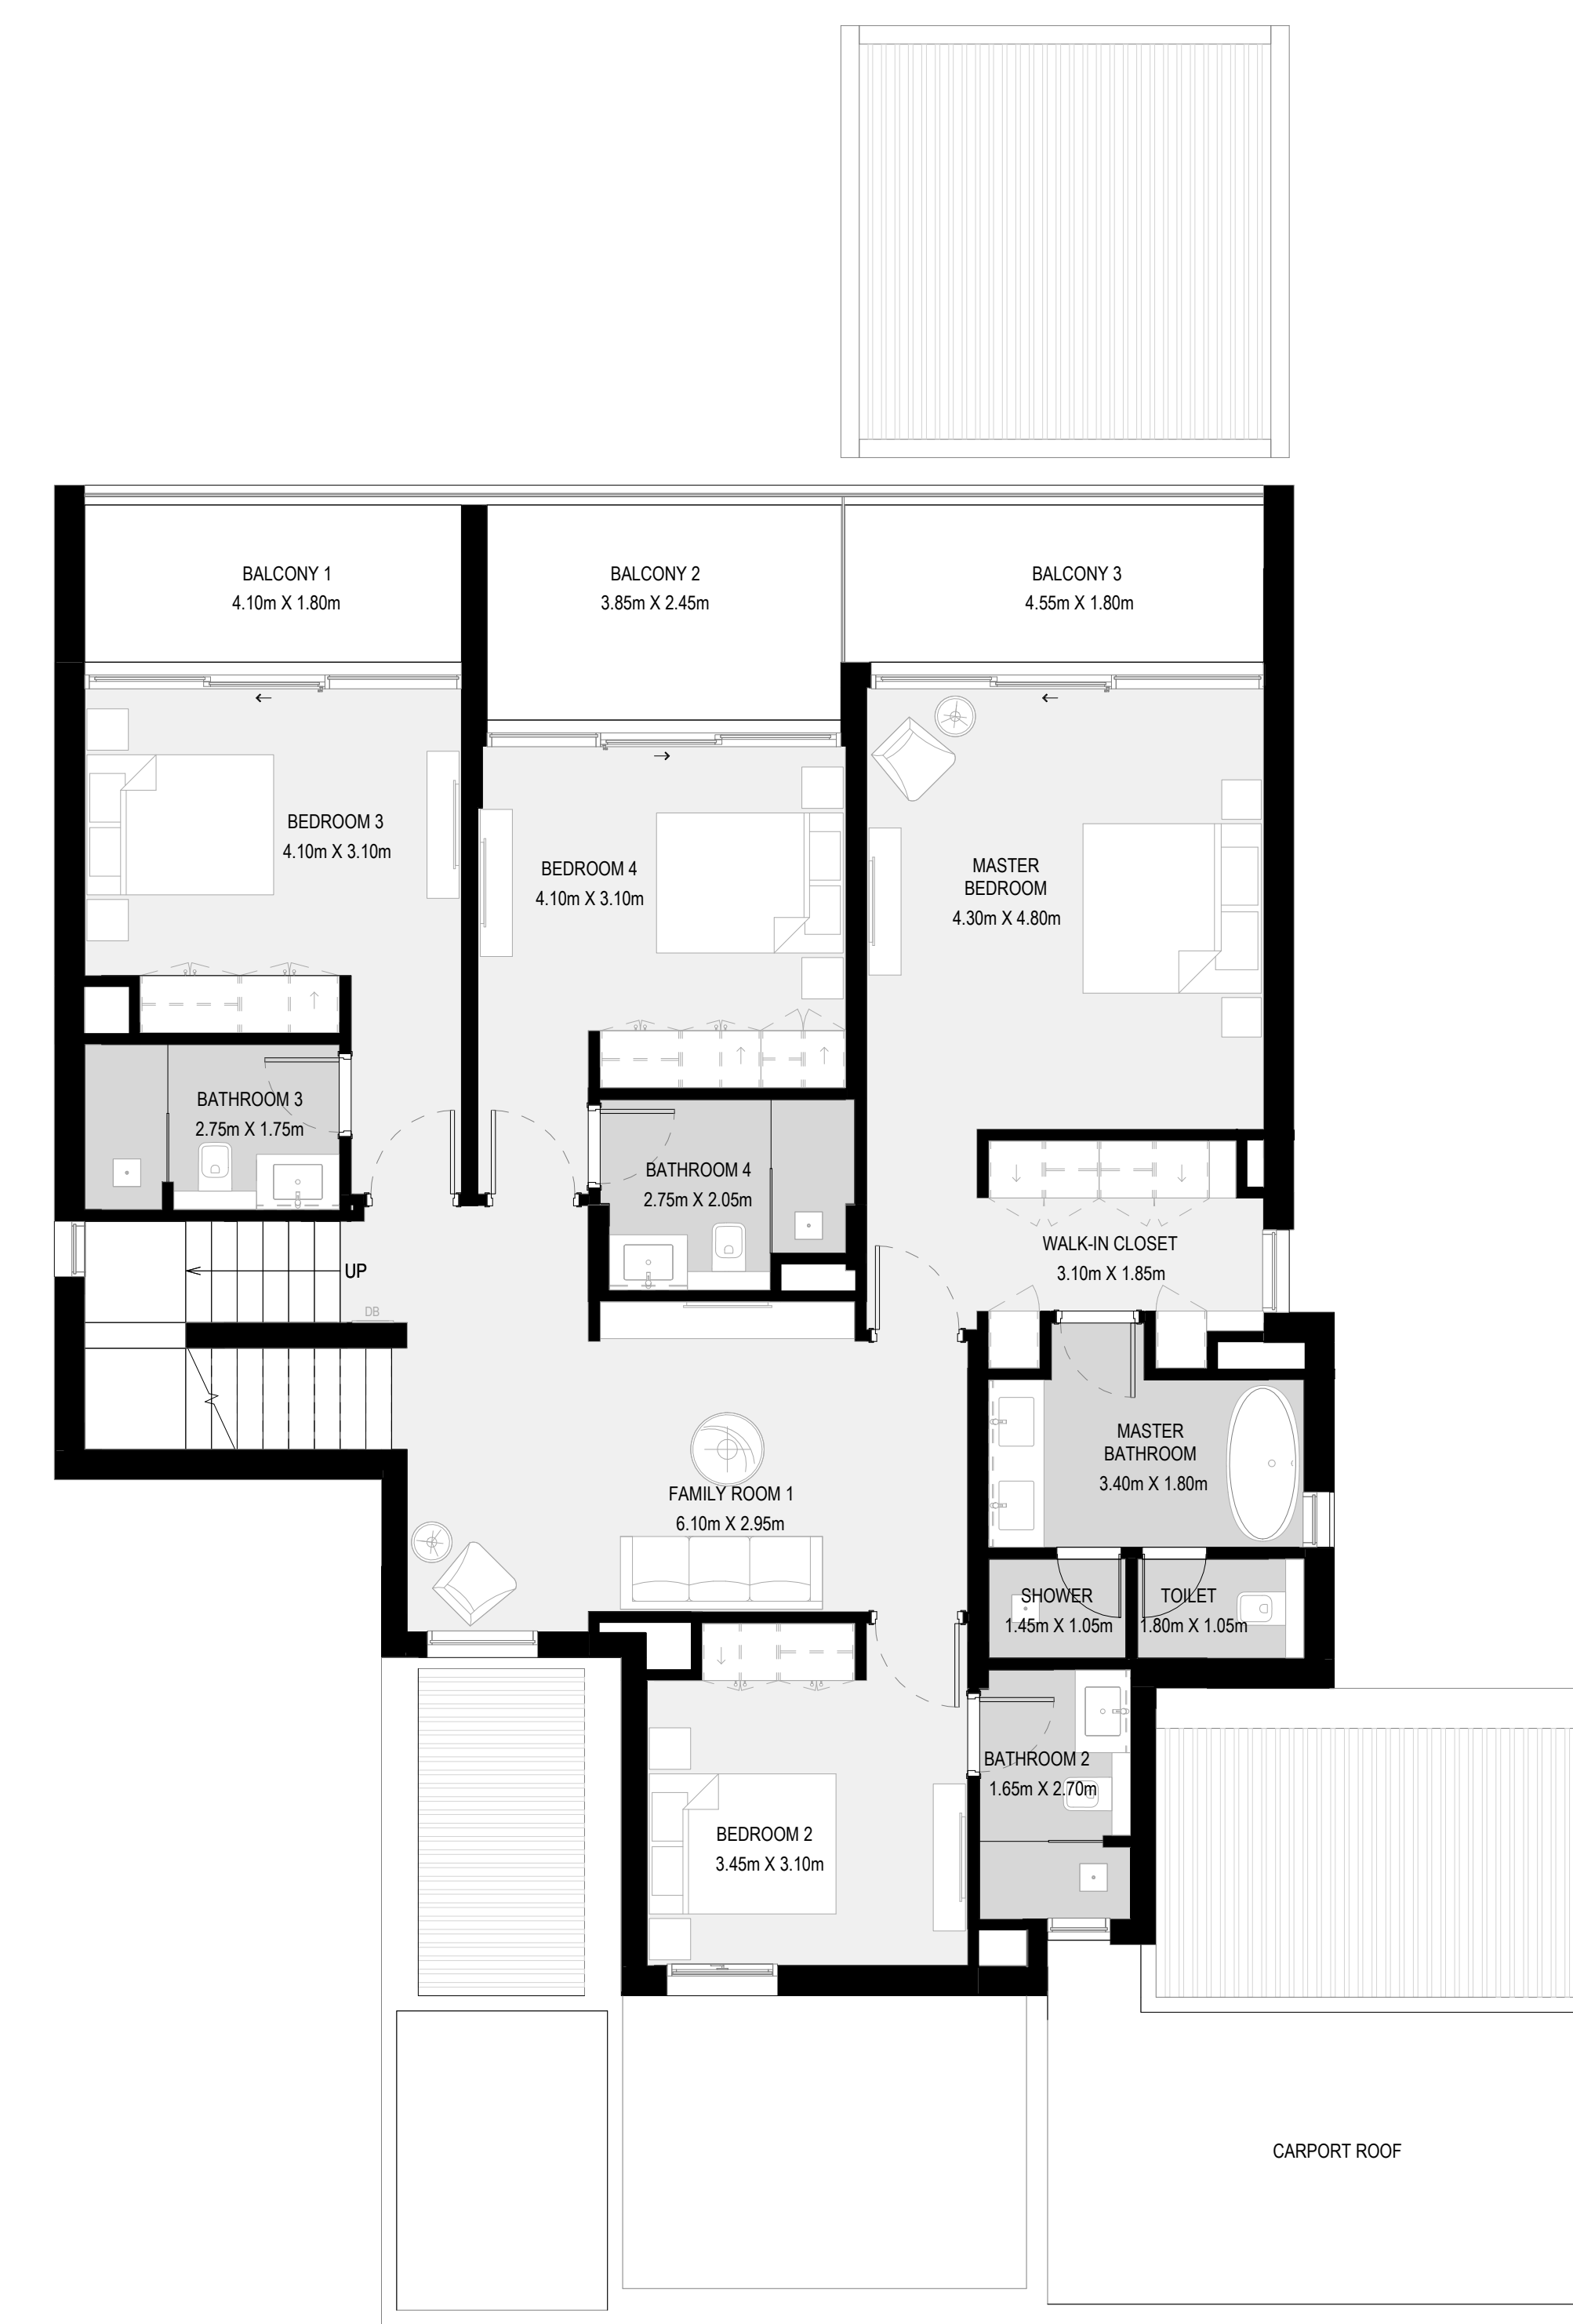 BALCONY 1
4.10m X 1.80m
BALCONY 2
3.85m X 2.45m
BALCONY 3
4.55m X 1.80m
BEDROOM 3
4.10m X 3.10m
BEDROOM 4
4.10m X 3.10m
MASTER
BEDROOM
4.30m X 4.80m
BATHROOM 3
2.75m X 1.75m
BATHROOM 4
2.75m X 2.05m
WALK-IN CLOSET
3.10m X 1.85m
UP
DB
MASTER
BATHROOM
3.40m X 1.80m
FAMILY ROOM 1
6.10m X 2.95m
SHOWER
1.45m X 1.05m
TOILET
1.80m X 1.05m
BATHROOM 2
1.65m X 2.70m
BEDROOM 2
3.45m X 3.10m
CARPORT ROOF